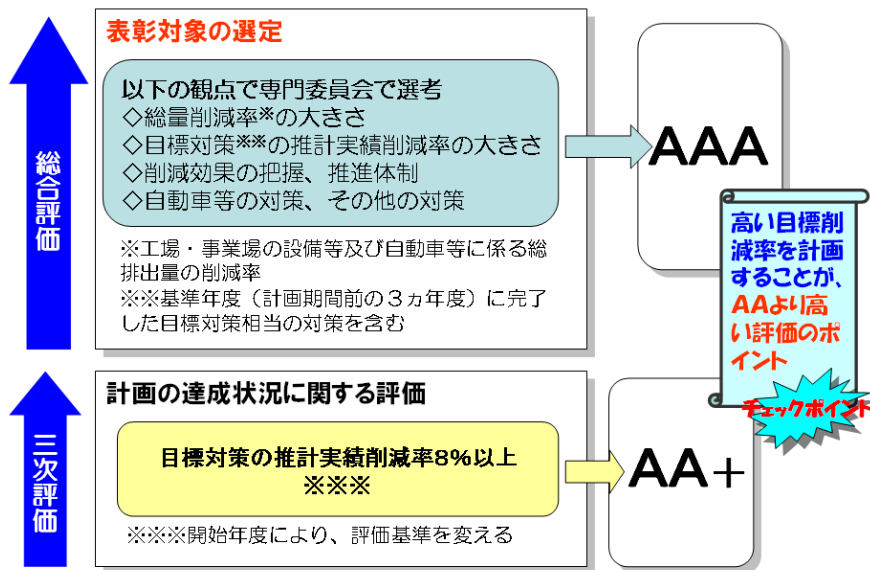 総合評価
表彰対象の選定
以下の観点で専門委員会で選考
◇総量削減率※の大きさ
◇目標対策※※の推計実績削減率の大きさ
◇削減効果の把握、推進体制
◇自動車等の対策、その他の対策
※工場・事業場の設備等及び自動車等に係る総
排出量の削減率
※※基準年度（計画期間前の３ヵ年度）に完了
した目標対策相当の対策を含む
AAA
高い目標削
減率を計画
することが、
AAより高
い評価のポ
イント
チェックポイント
三次評価
計画の達成状況に関する評価
目標対策の推計実績削減率8%以上
※※※
※※※開始年度により、評価基準を変える
AA+